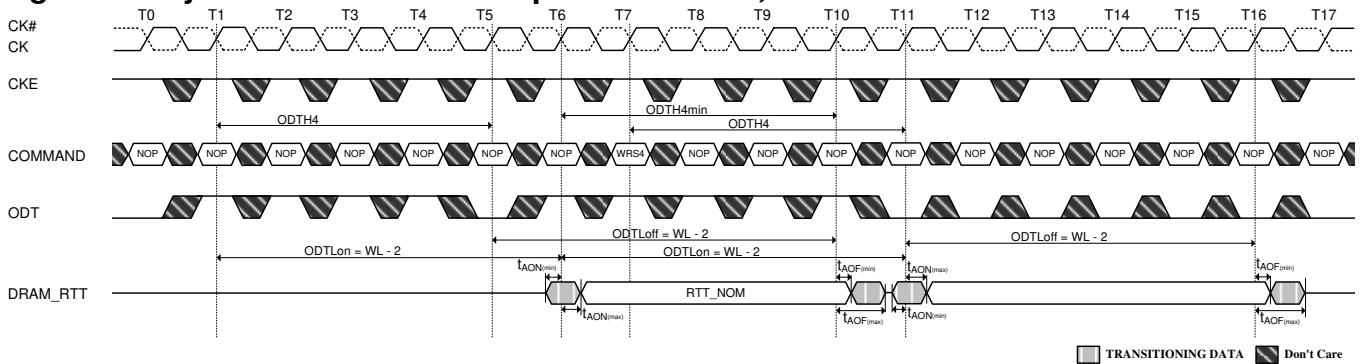 T0 T1 T2 T3 T4 T5 T6 T7 T8 T9 T10 T11 T12 T13 T14 T15 T16 T17
CK#
CK
CKE
ODTH4min
ODTH4
ODTH4
COMMAND NOP NOP NOP NOP NOP NOP NOP WRS4 NOP NOP NOP NOP NOP NOP NOP NOP NOP NOP
ODT
ODTLoff = WL - 2 ODTLoff = WL - 2
ODTLon = WL - 2 ODTLon = WL - 2
tAON(min) tAOF(min) tAON(max) tAOF(min)
DRAM_RTT RTT_NOM
tAON(max) tAOF(max) tAON(min) tAOF(max)
TRANSITIONING DATA Don't Care